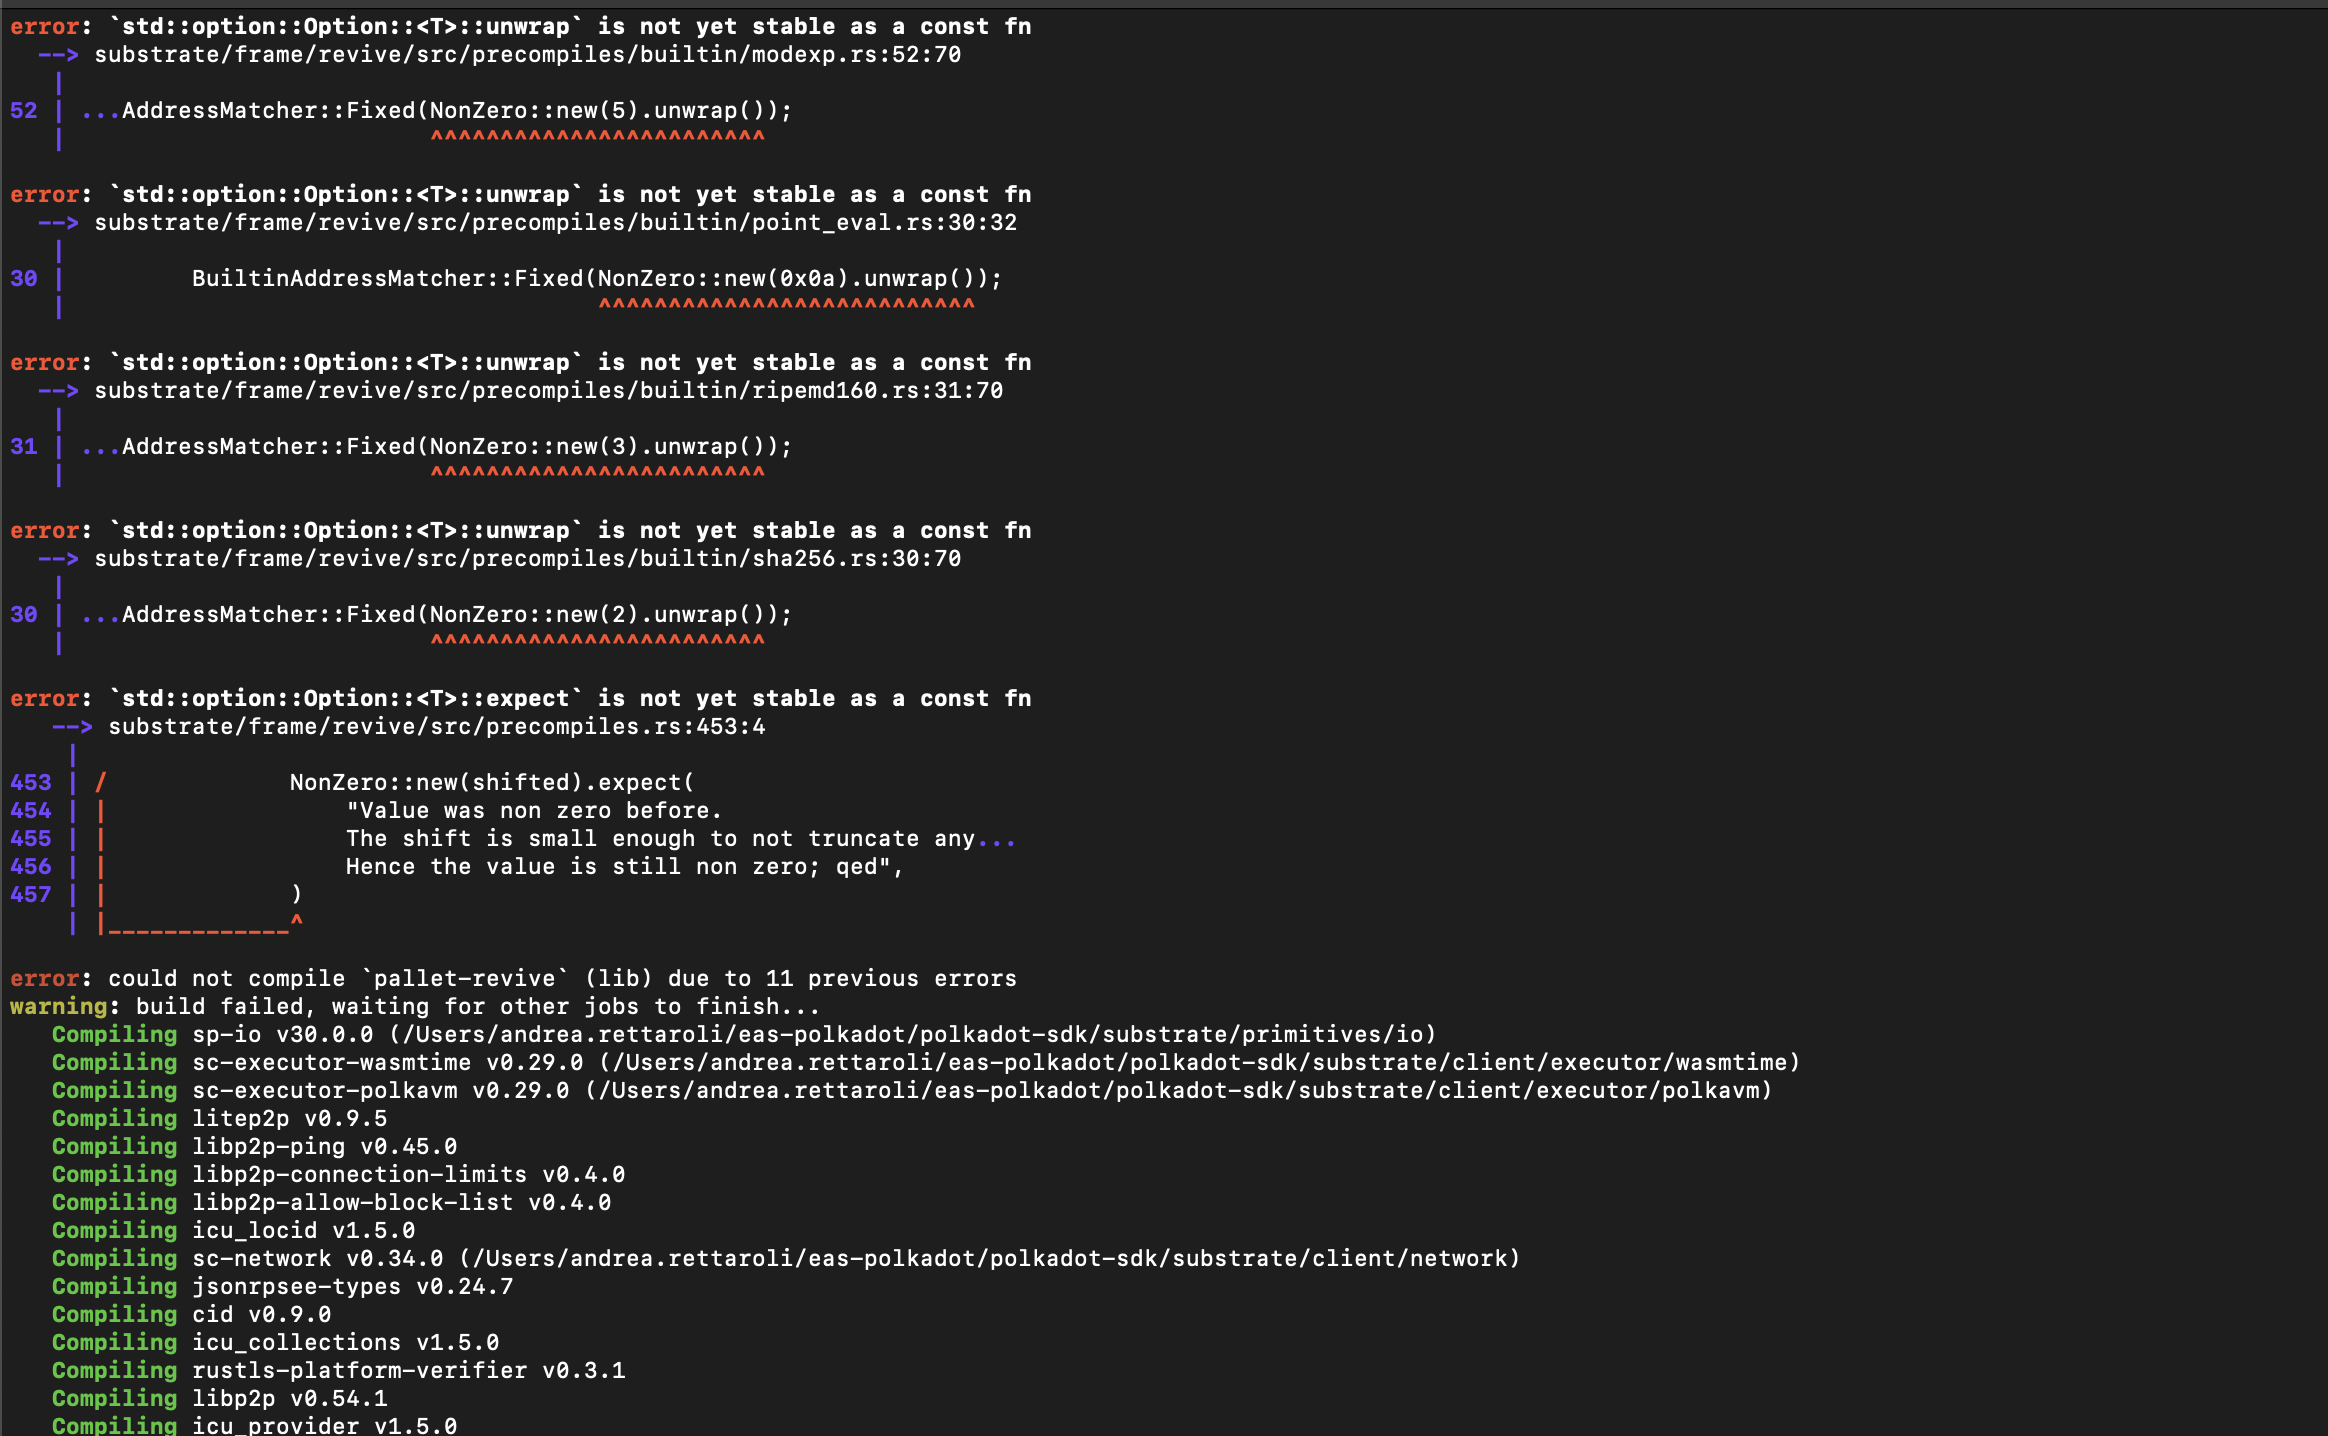 error: `std::option::Option::<T>::unwrap` is not yet stable as a const fn
  --> substrate/frame/revive/src/precompiles/builtin/modexp.rs:52:70
   |
52 | ...AddressMatcher::Fixed(NonZero::new(5).unwrap());
   |                          ^^^^^^^^^^^^^^^^^^^^^^^^

error: `std::option::Option::<T>::unwrap` is not yet stable as a const fn
  --> substrate/frame/revive/src/precompiles/builtin/point_eval.rs:30:32
   |
30 |         BuiltinAddressMatcher::Fixed(NonZero::new(0x0a).unwrap());
   |                                      ^^^^^^^^^^^^^^^^^^^^^^^^^^^

error: `std::option::Option::<T>::unwrap` is not yet stable as a const fn
  --> substrate/frame/revive/src/precompiles/builtin/ripemd160.rs:31:70
   |
31 | ...AddressMatcher::Fixed(NonZero::new(3).unwrap());
   |                          ^^^^^^^^^^^^^^^^^^^^^^^^

error: `std::option::Option::<T>::unwrap` is not yet stable as a const fn
  --> substrate/frame/revive/src/precompiles/builtin/sha256.rs:30:70
   |
30 | ...AddressMatcher::Fixed(NonZero::new(2).unwrap());
   |                          ^^^^^^^^^^^^^^^^^^^^^^^^

error: `std::option::Option::<T>::expect` is not yet stable as a const fn
   --> substrate/frame/revive/src/precompiles.rs:453:4
    |
453 | /             NonZero::new(shifted).expect(
454 | |                 "Value was non zero before.
455 | |                 The shift is small enough to not truncate any...
456 | |                 Hence the value is still non zero; qed",
457 | |             )
    | |_____________^

error: could not compile `pallet-revive` (lib) due to 11 previous errors
warning: build failed, waiting for other jobs to finish...
   Compiling sp-io v30.0.0 (/Users/andrea.rettaroli/eas-polkadot/polkadot-sdk/substrate/primitives/io)
   Compiling sc-executor-wasmtime v0.29.0 (/Users/andrea.rettaroli/eas-polkadot/polkadot-sdk/substrate/client/executor/wasmtime)
   Compiling sc-executor-polkavm v0.29.0 (/Users/andrea.rettaroli/eas-polkadot/polkadot-sdk/substrate/client/executor/polkavm)
   Compiling litep2p v0.9.5
   Compiling libp2p-ping v0.45.0
   Compiling libp2p-connection-limits v0.4.0
   Compiling libp2p-allow-block-list v0.4.0
   Compiling icu_locid v1.5.0
   Compiling sc-network v0.34.0 (/Users/andrea.rettaroli/eas-polkadot/polkadot-sdk/substrate/client/network)
   Compiling jsonrpsee-types v0.24.7
   Compiling cid v0.9.0
   Compiling icu_collections v1.5.0
   Compiling rustls-platform-verifier v0.3.1
   Compiling libp2p v0.54.1
   Compiling icu_provider v1.5.0